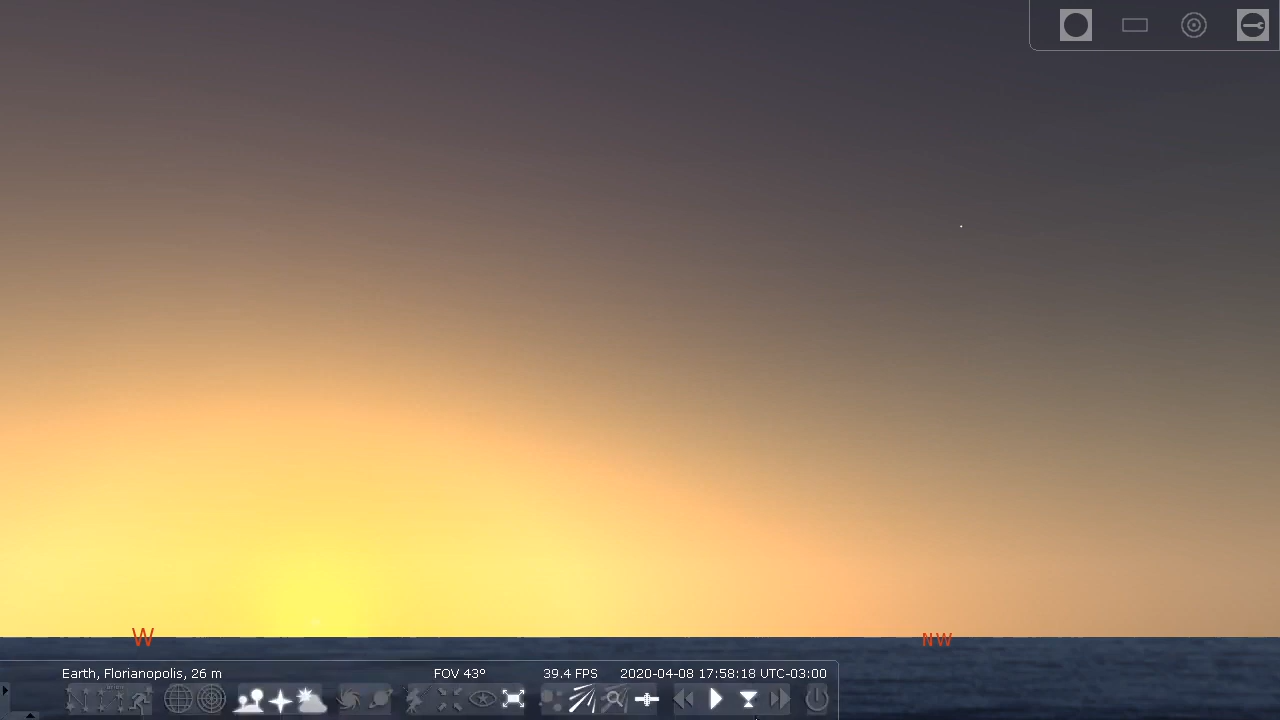 W
NW
Earth, Florianopolis, 26 m
FOV 43°
39.4 FPS
2020-04-08 17:58:18 UTC-03:00